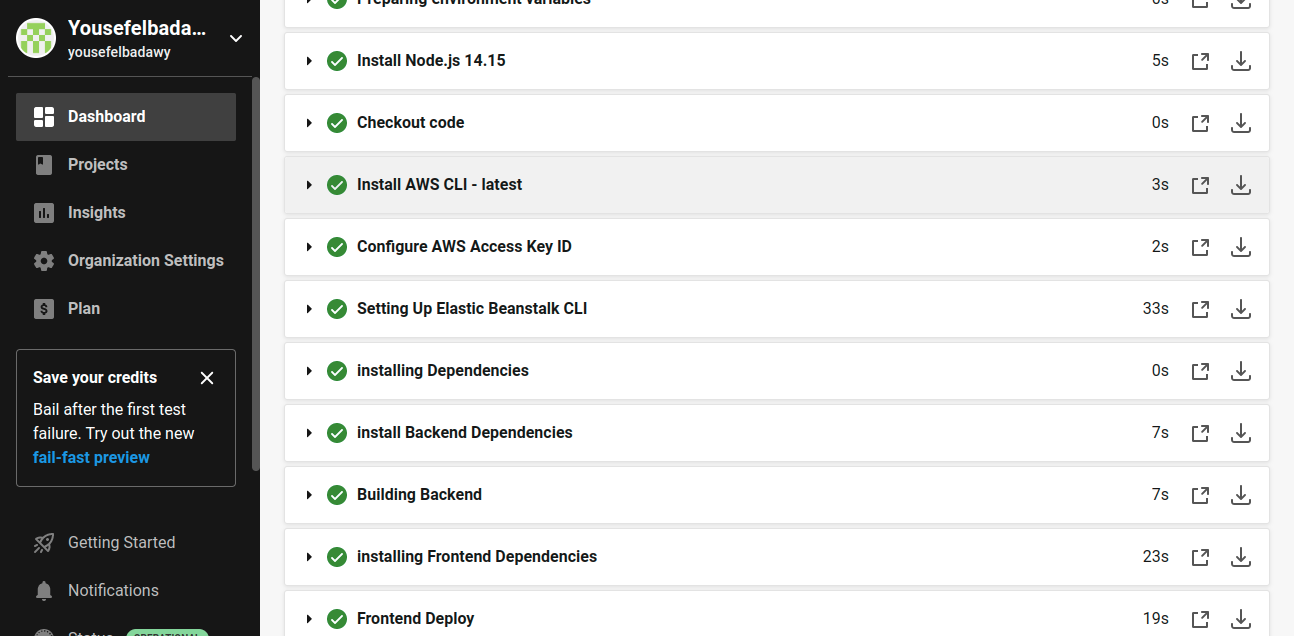 Yousefelbada...
yousefelbadawy
Dashboard
Projects
Insights
Organization Settings
Plan
Save your credits
Bail after the first test
failure. Try out the new
fail-fast preview
Getting Started
Notifications
Status OPERATIONAL
Preparing environment variables 0s
Install Node.js 14.15 5s
Checkout code 0s
Install AWS CLI - latest 3s
Configure AWS Access Key ID 2s
Setting Up Elastic Beanstalk CLI 33s
installing Dependencies 0s
install Backend Dependencies 7s
Building Backend 7s
installing Frontend Dependencies 23s
Frontend Deploy 19s